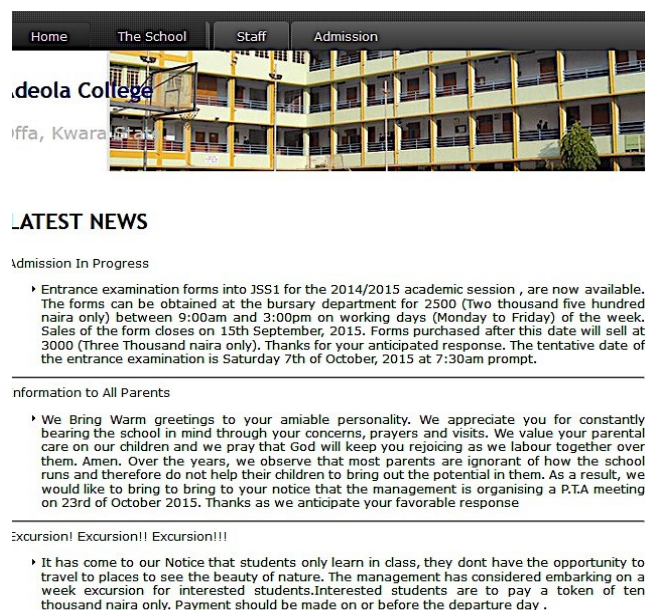 Home The School Staff Admission
Adeola College
Offa, Kwara State
LATEST NEWS
Admission In Progress
Entrance examination forms into JSS1 for the 2014/2015 academic session , are now available.
The forms can be obtained at the bursary department for 2500 (Two thousand five hundred
naira only) between 9:00am and 3:00pm on working days (Monday to Friday) of the week.
Sales of the form closes on 15th September, 2015. Forms purchased after this date will sell at
3000 (Three Thousand naira only). Thanks for your anticipated response. The tentative date of
the entrance examination is Saturday 7th of October, 2015 at 7:30am prompt.
Information to All Parents
We Bring Warm greetings to your amiable personality. We appreciate you for constantly
bearing the school in mind through your concerns, prayers and visits. We value your parental
care on our children and we pray that God will keep you rejoicing as we labour together over
them. Amen. Over the years, we observe that most parents are ignorant of how the school
runs and therefore do not help their children to bring out the potential in them. As a result, we
would like to bring to bring to your notice that the management is organising a P.T.A meeting
on 23rd of October 2015. Thanks as we anticipate your favorable response
Excursion! Excursion!! Excursion!!!
It has come to our Notice that students only learn in class, they dont have the opportunity to
travel to places to see the beauty of nature. The management has considered embarking on a
week excursion for interested students.Interested students are to pay a token of ten
thousand naira only. Payment should be made on or before the departure day .